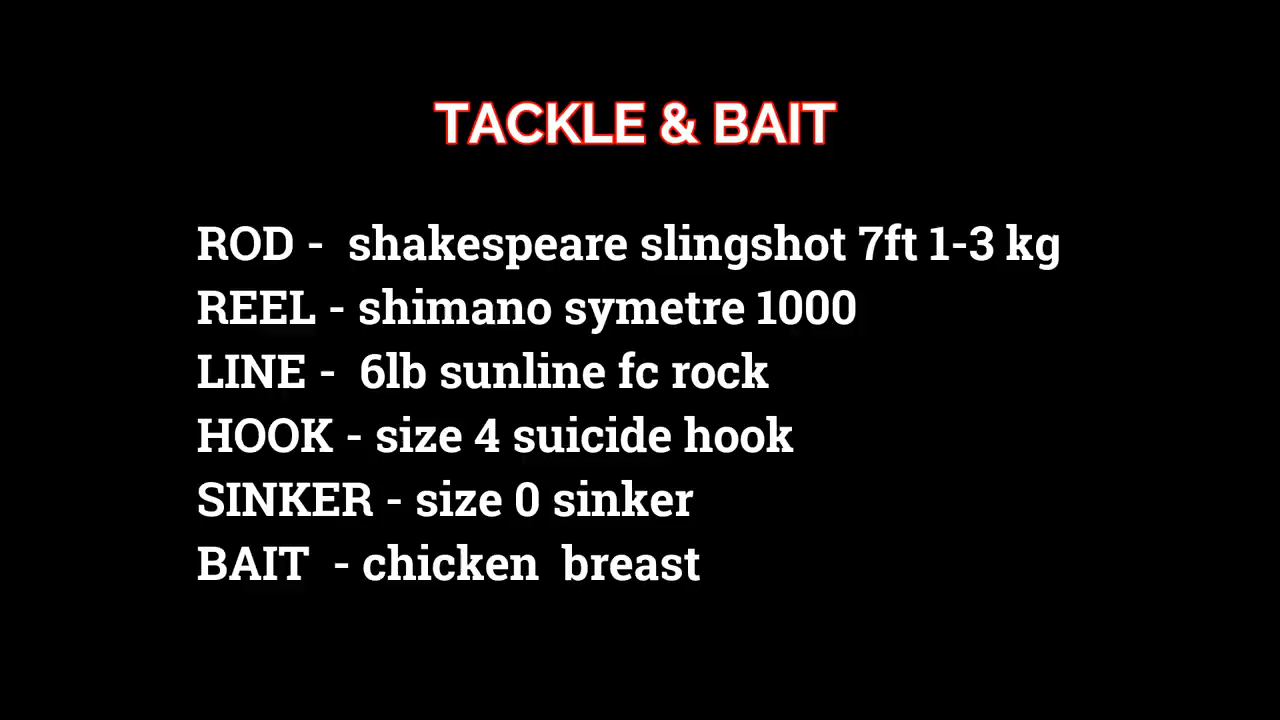 TACKLE & BAIT
ROD -  shakespeare slingshot 7ft 1-3 kg
REEL - shimano symetre 1000
LINE -  6lb sunline fc rock
HOOK - size 4 suicide hook
SINKER - size 0 sinker
BAIT  - chicken  breast